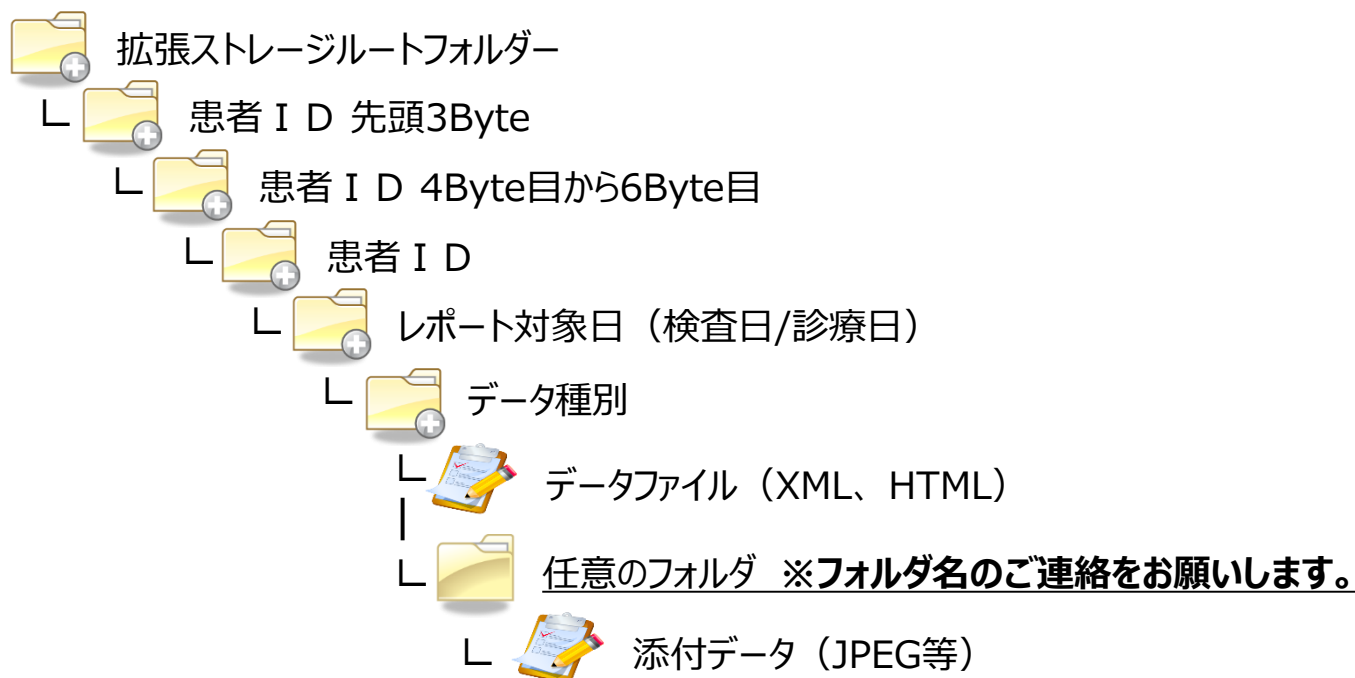 拡張ストレージルートフォルダー
患者ＩＤ 先頭3Byte
患者ＩＤ 4Byte目から6Byte目
患者ＩＤ
レポート対象日（検査日/診療日）
データ種別
データファイル（XML、HTML）
任意のフォルダ ※フォルダ名のご連絡をお願いします。
添付データ（JPEG等）